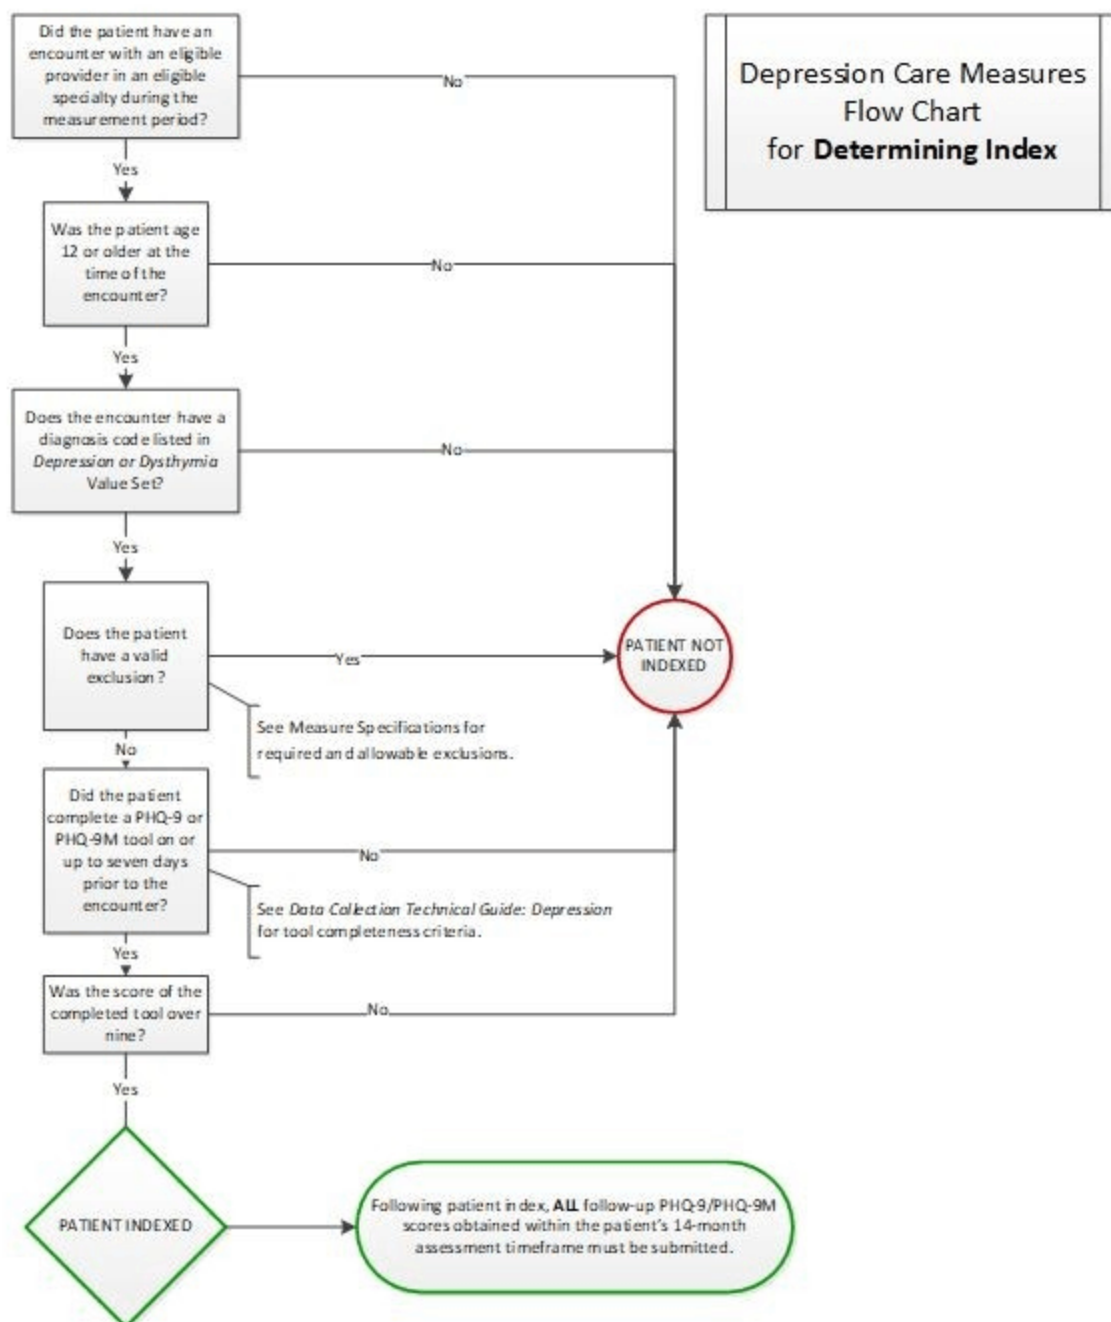 Depression Care Measures
Flow Chart
for Determining Index
Did the patient have an
encounter with an eligible
provider in an eligible
specialty during the
measurement period?
No
Yes
Was the patient age
12 or older at the
time of the
encounter?
No
Yes
Does the encounter have a
diagnosis code listed in
Depression or Dysthymia
Value Set?
No
Yes
Does the patient
have a valid
exclusion?
Yes
PATIENT NOT
INDEXED
See Measure Specifications for
required and allowable exclusions.
No
Did the patient
complete a PHQ-9 or
PHQ-9M tool on or
up to seven days
prior to the
encounter?
No
See Data Collection Technical Guide: Depression
for tool completeness criteria.
Yes
Was the score of the
completed tool over
nine?
No
Yes
PATIENT INDEXED
Following patient index, ALL follow-up PHQ-9/PHQ-9M
scores obtained within the patient's 14-month
assessment timeframe must be submitted.